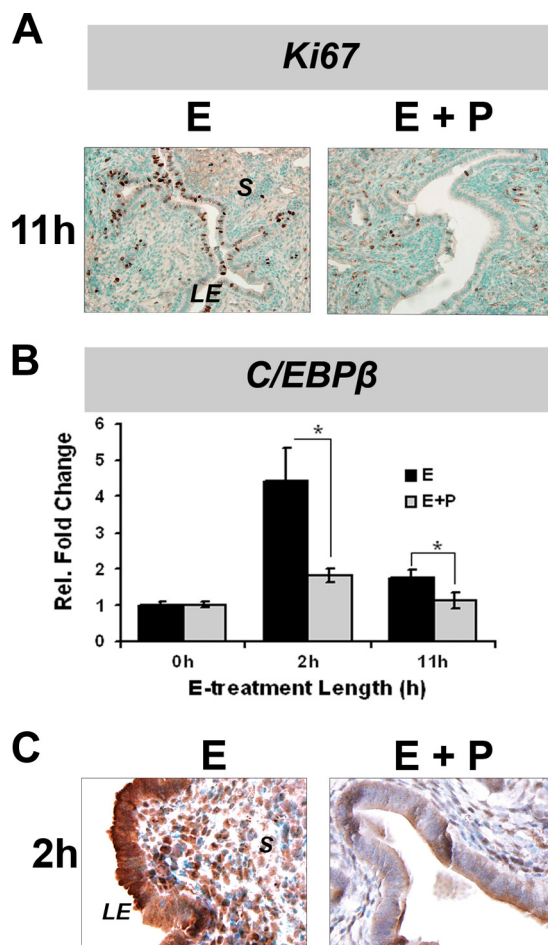 A
Ki67
E
E + P
11h
S
LE
B
C/EBPβ
Rel. Fold Change
6
5
4
3
2
1
0
*
*
E
E+P
0h
2h
11h
E-treatment Length (h)
C
E
E + P
2h
S
LE